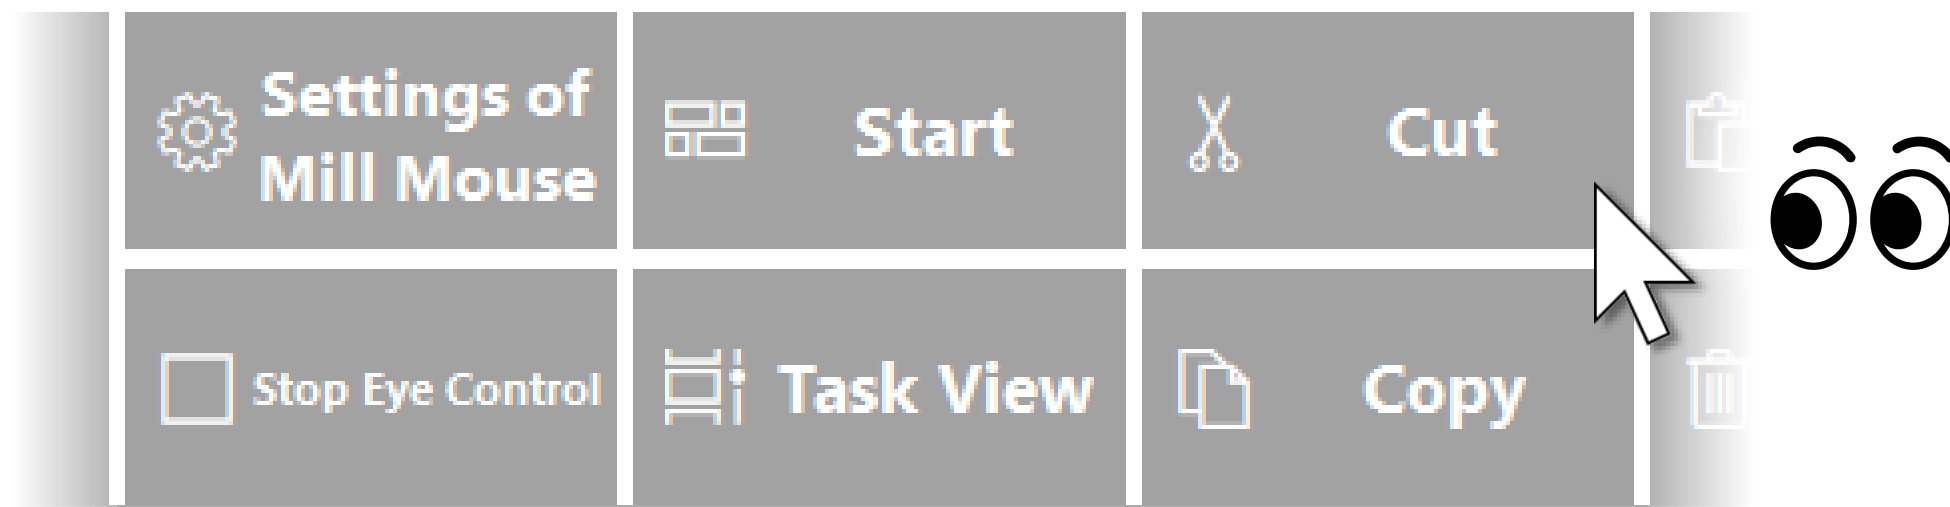 Settings of
Mill Mouse
Start
Cut
Stop Eye Control
Task View
Copy